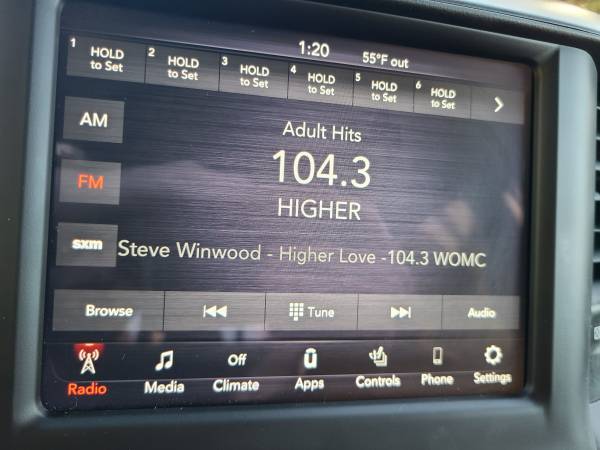 1:20 55°F out
1 HOLD to Set 2 HOLD to Set 3 HOLD to Set 4 HOLD to Set 5 HOLD to Set 6 HOLD to Set
AM
Adult Hits
FM
104.3
HIGHER
sxm
Steve Winwood - Higher Love -104.3 WOMC
Browse Tune Audio
Off
Radio Media Climate Apps Controls Phone Settings